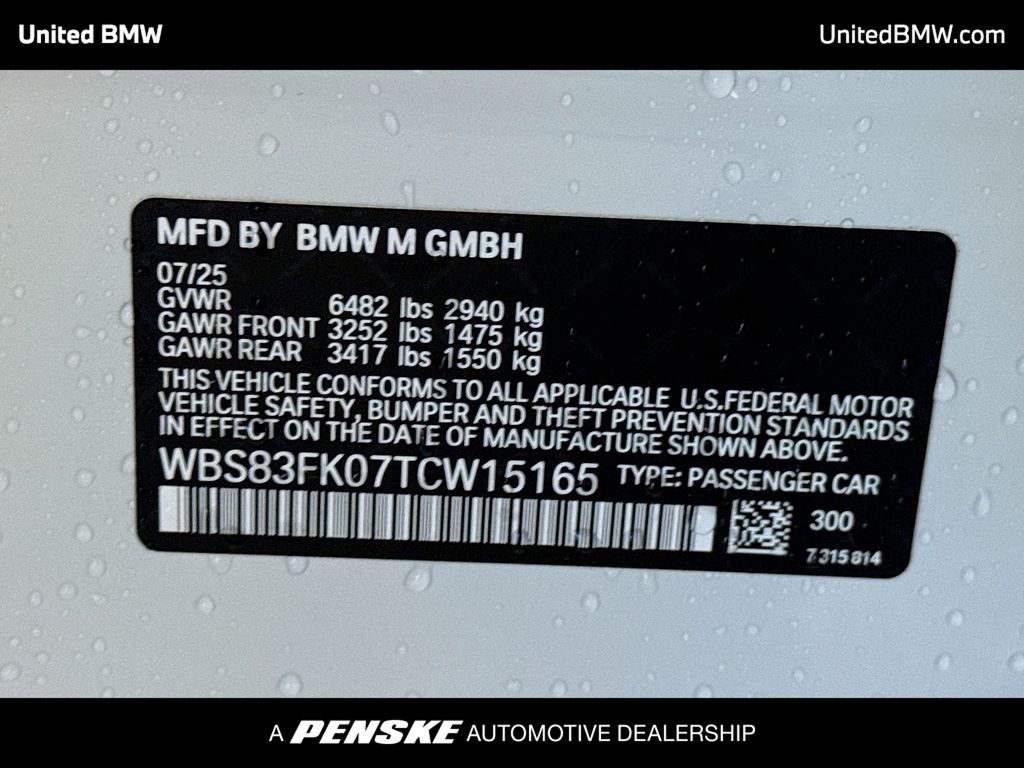 United BMW
UnitedBMW.com
MFD BY BMW M GMBH
07/25
GVWR 6482 lbs 2940 kg
GAWR FRONT 3252 lbs 1475 kg
GAWR REAR 3417 lbs 1550 kg
THIS VEHICLE CONFORMS TO ALL APPLICABLE U.S.FEDERAL MOTOR
VEHICLE SAFETY, BUMPER AND THEFT PREVENTION STANDARDS
IN EFFECT ON THE DATE OF MANUFACTURE SHOWN ABOVE.
WBS83FK07TCW15165 TYPE: PASSENGER CAR
300
7315814
A PENSKE AUTOMOTIVE DEALERSHIP